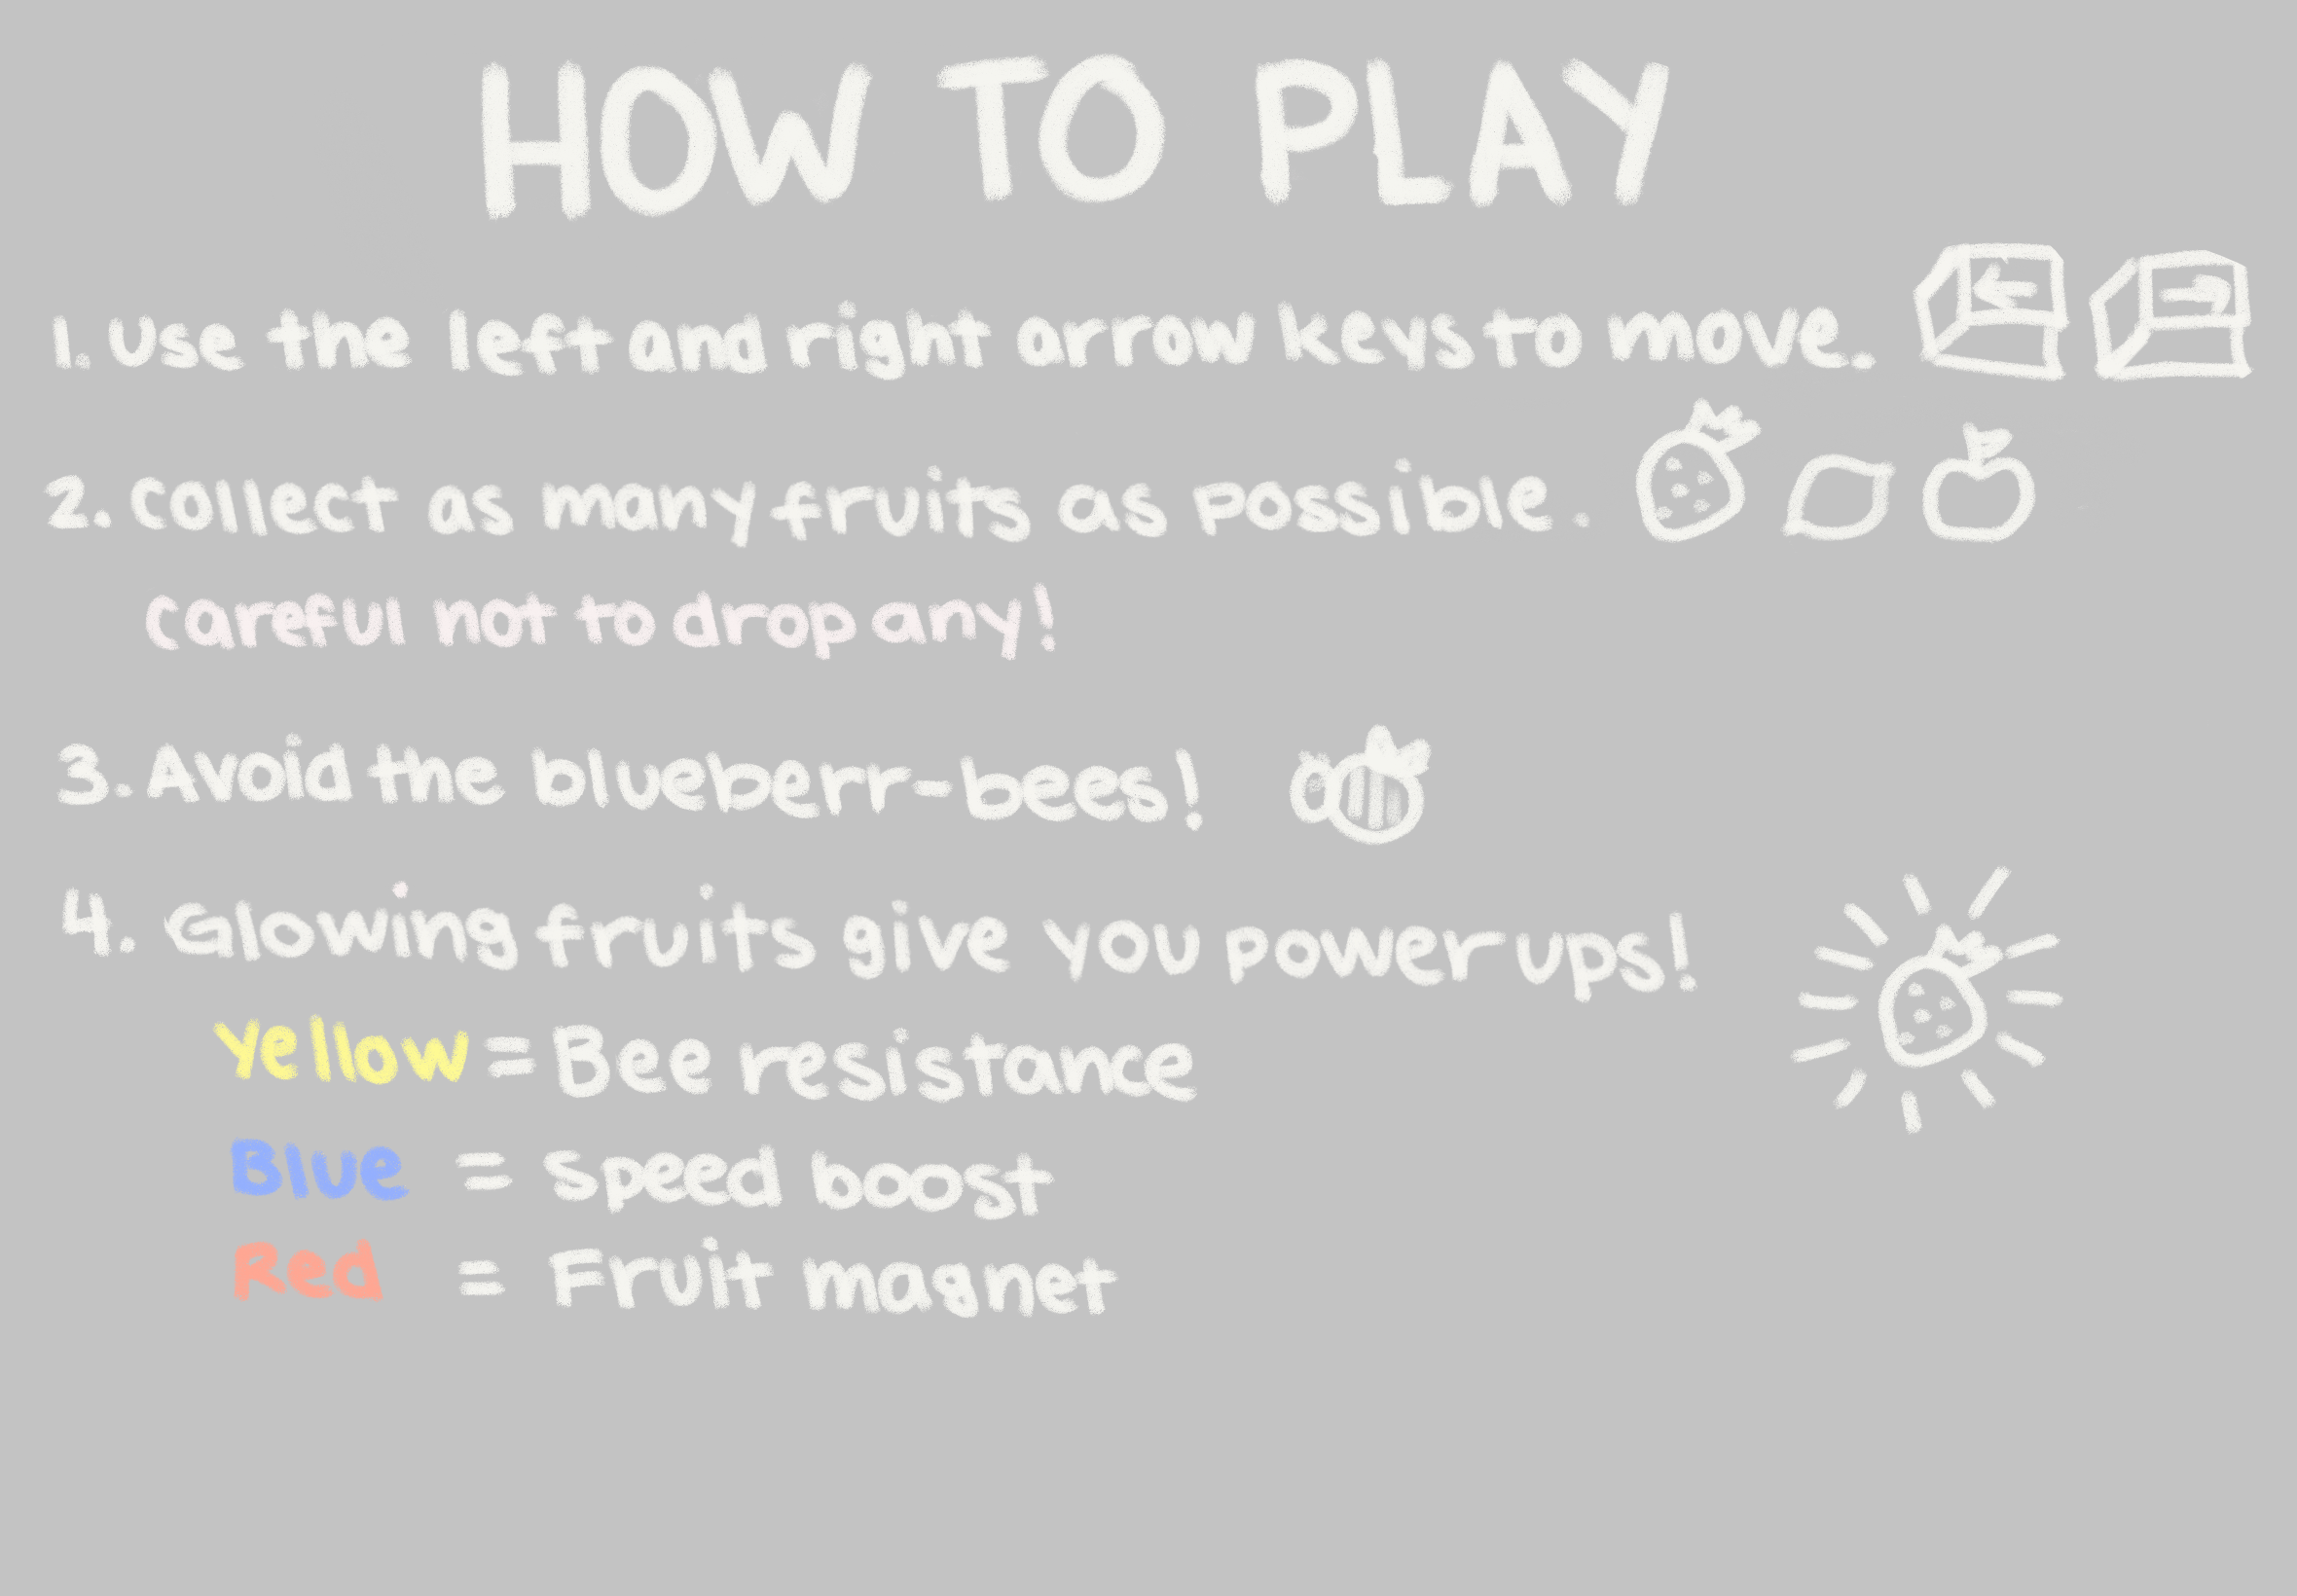 HOW TO PLAY
1. Use the left and right arrow keys to move.
2. Collect as many fruits as possible.
Careful not to drop any!
3. Avoid the blueberr-bees!
4. Glowing fruits give you power ups!
Yellow = Bee resistance
Blue = Speed boost
Red = Fruit magnet